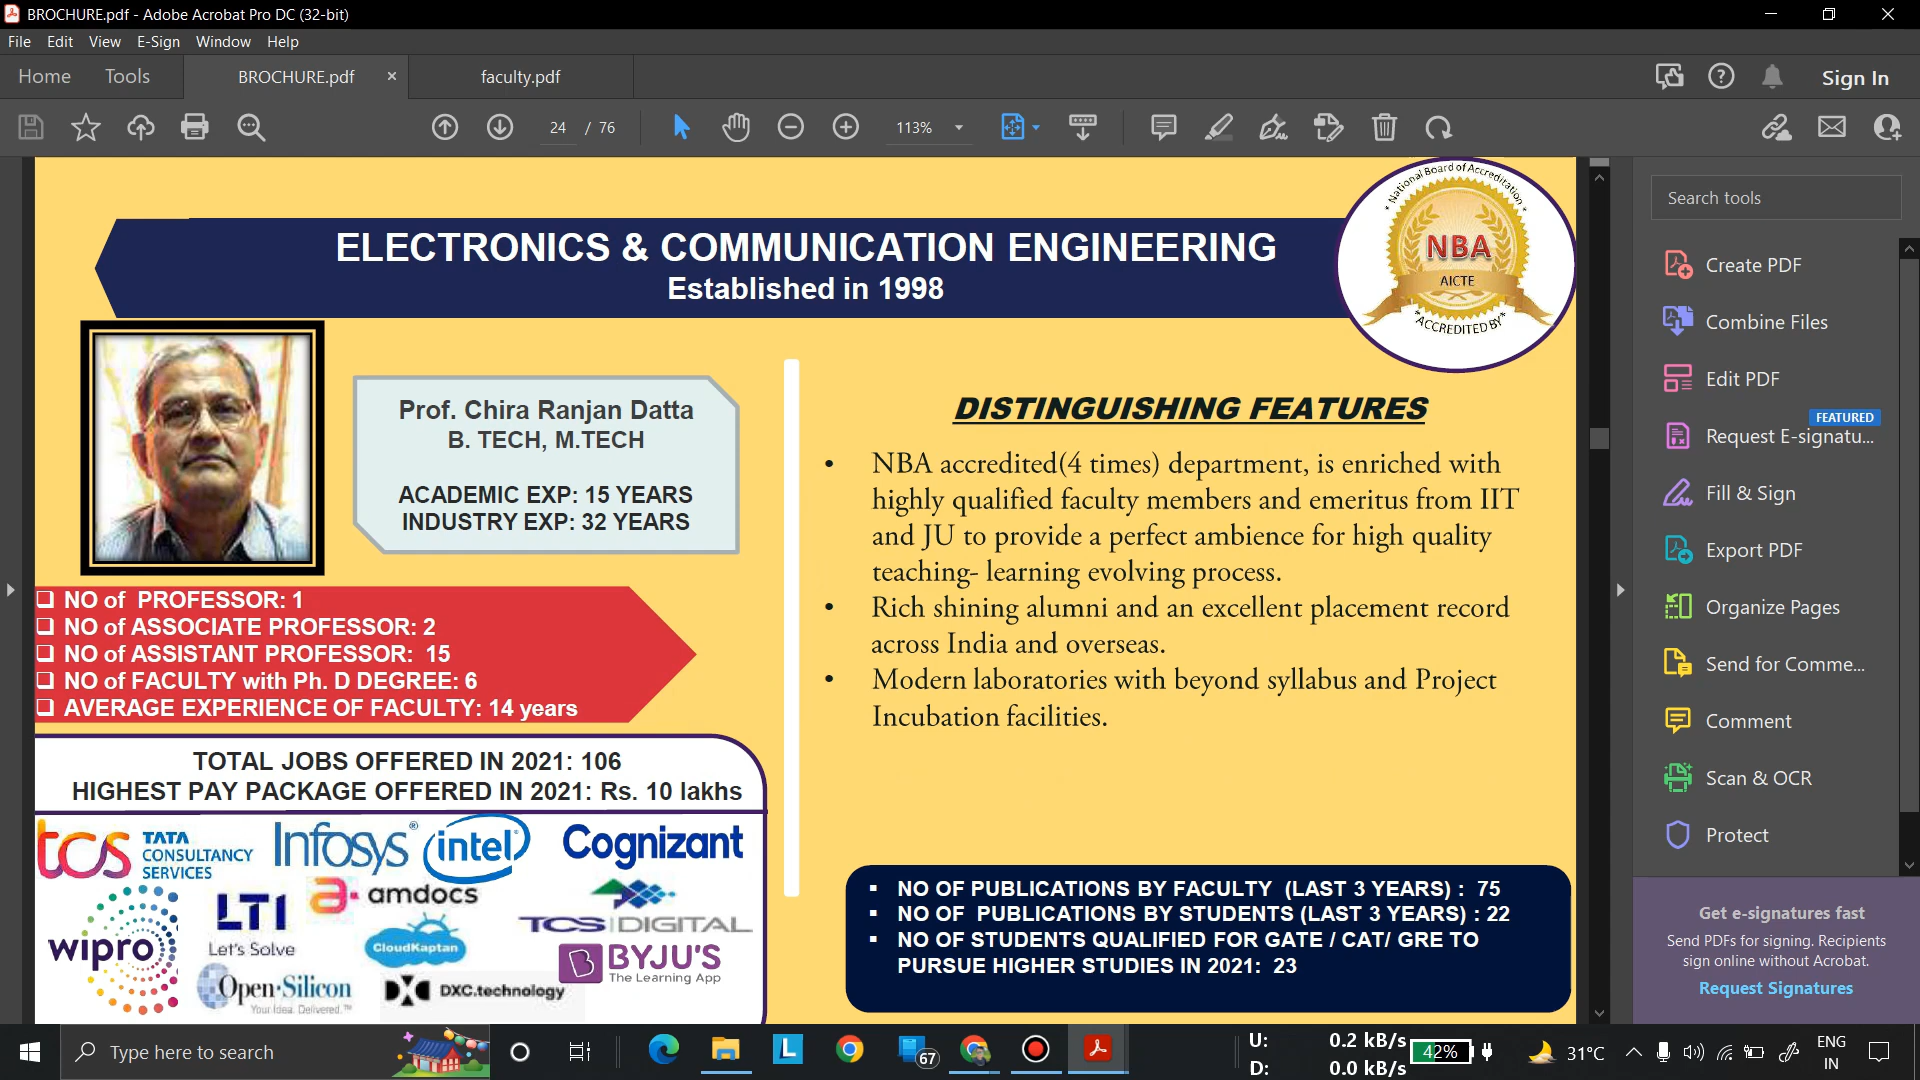 BROCHURE.pdf - Adobe Acrobat Pro DC (32-bit)
File Edit View E-Sign Window Help
Home Tools BROCHURE.pdf × faculty.pdf
Sign In
24 / 76 113%
ELECTRONICS & COMMUNICATION ENGINEERING
Established in 1998
* National Board of Accreditation *
NBA
AICTE
*ACCREDITED BY*
Prof. Chira Ranjan Datta
B. TECH, M.TECH
ACADEMIC EXP: 15 YEARS
INDUSTRY EXP: 32 YEARS
❑ NO of PROFESSOR: 1
❑ NO of ASSOCIATE PROFESSOR: 2
❑ NO of ASSISTANT PROFESSOR: 15
❑ NO of FACULTY with Ph. D DEGREE: 6
❑ AVERAGE EXPERIENCE OF FACULTY: 14 years
TOTAL JOBS OFFERED IN 2021: 106
HIGHEST PAY PACKAGE OFFERED IN 2021: Rs. 10 lakhs
tcs TATA
CONSULTANCY
SERVICES
Infosys®
intel®
Cognizant
wipro
LTI
Let's Solve
a: amdocs
CloudKaptan
TCS|DIGITAL
BYJU'S
The Learning App
Open-Silicon
Your Idea. Delivered.™
DXC.technology
DISTINGUISHING FEATURES
• NBA accredited(4 times) department, is enriched with
highly qualified faculty members and emeritus from IIT
and JU to provide a perfect ambience for high quality
teaching- learning evolving process.
• Rich shining alumni and an excellent placement record
across India and overseas.
• Modern laboratories with beyond syllabus and Project
Incubation facilities.
▪ NO OF PUBLICATIONS BY FACULTY (LAST 3 YEARS) : 75
▪ NO OF PUBLICATIONS BY STUDENTS (LAST 3 YEARS) : 22
▪ NO OF STUDENTS QUALIFIED FOR GATE / CAT/ GRE TO
PURSUE HIGHER STUDIES IN 2021: 23
Search tools
Create PDF
Combine Files
Edit PDF
FEATURED
Request E-signatu...
Fill & Sign
Export PDF
Organize Pages
Send for Comme...
Comment
Scan & OCR
Protect
Get e-signatures fast
Send PDFs for signing. Recipients
sign online without Acrobat.
Request Signatures
Type here to search
L
67
U: 0.2 kB/s
D: 0.0 kB/s
42%
31°C
ENG
IN